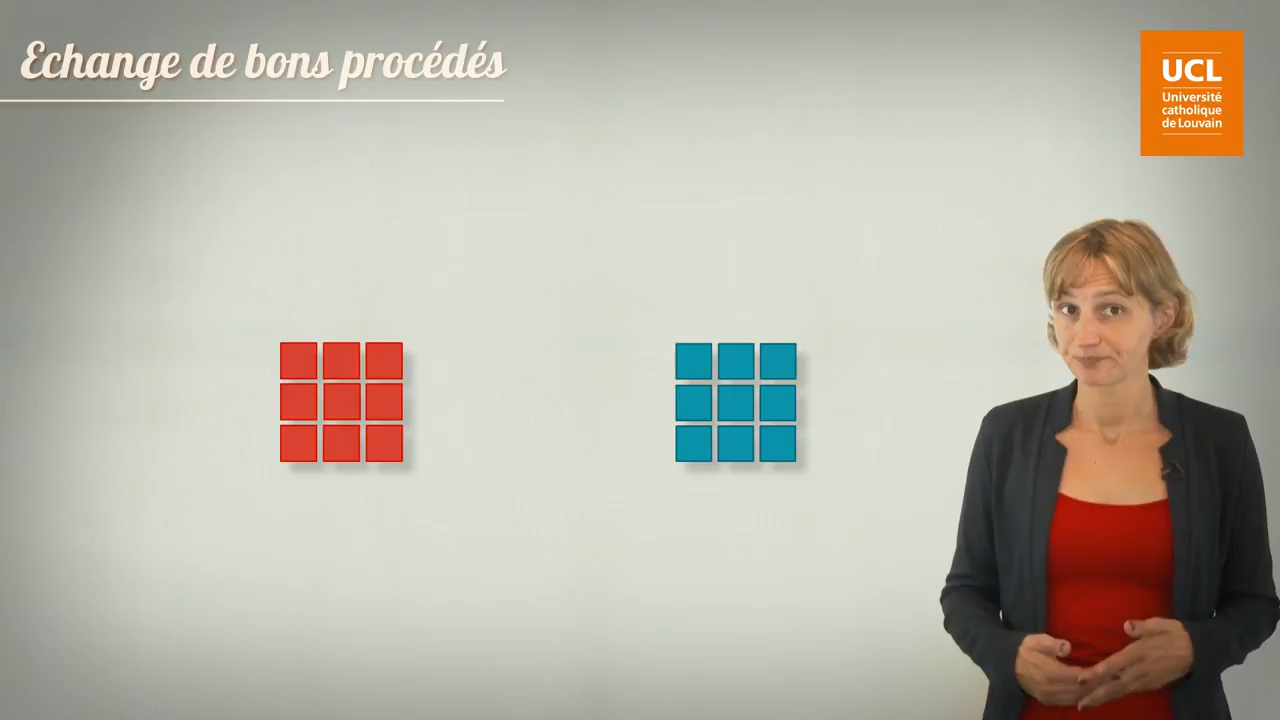 Echange de bons procédés
UCL
Université
catholique
de Louvain